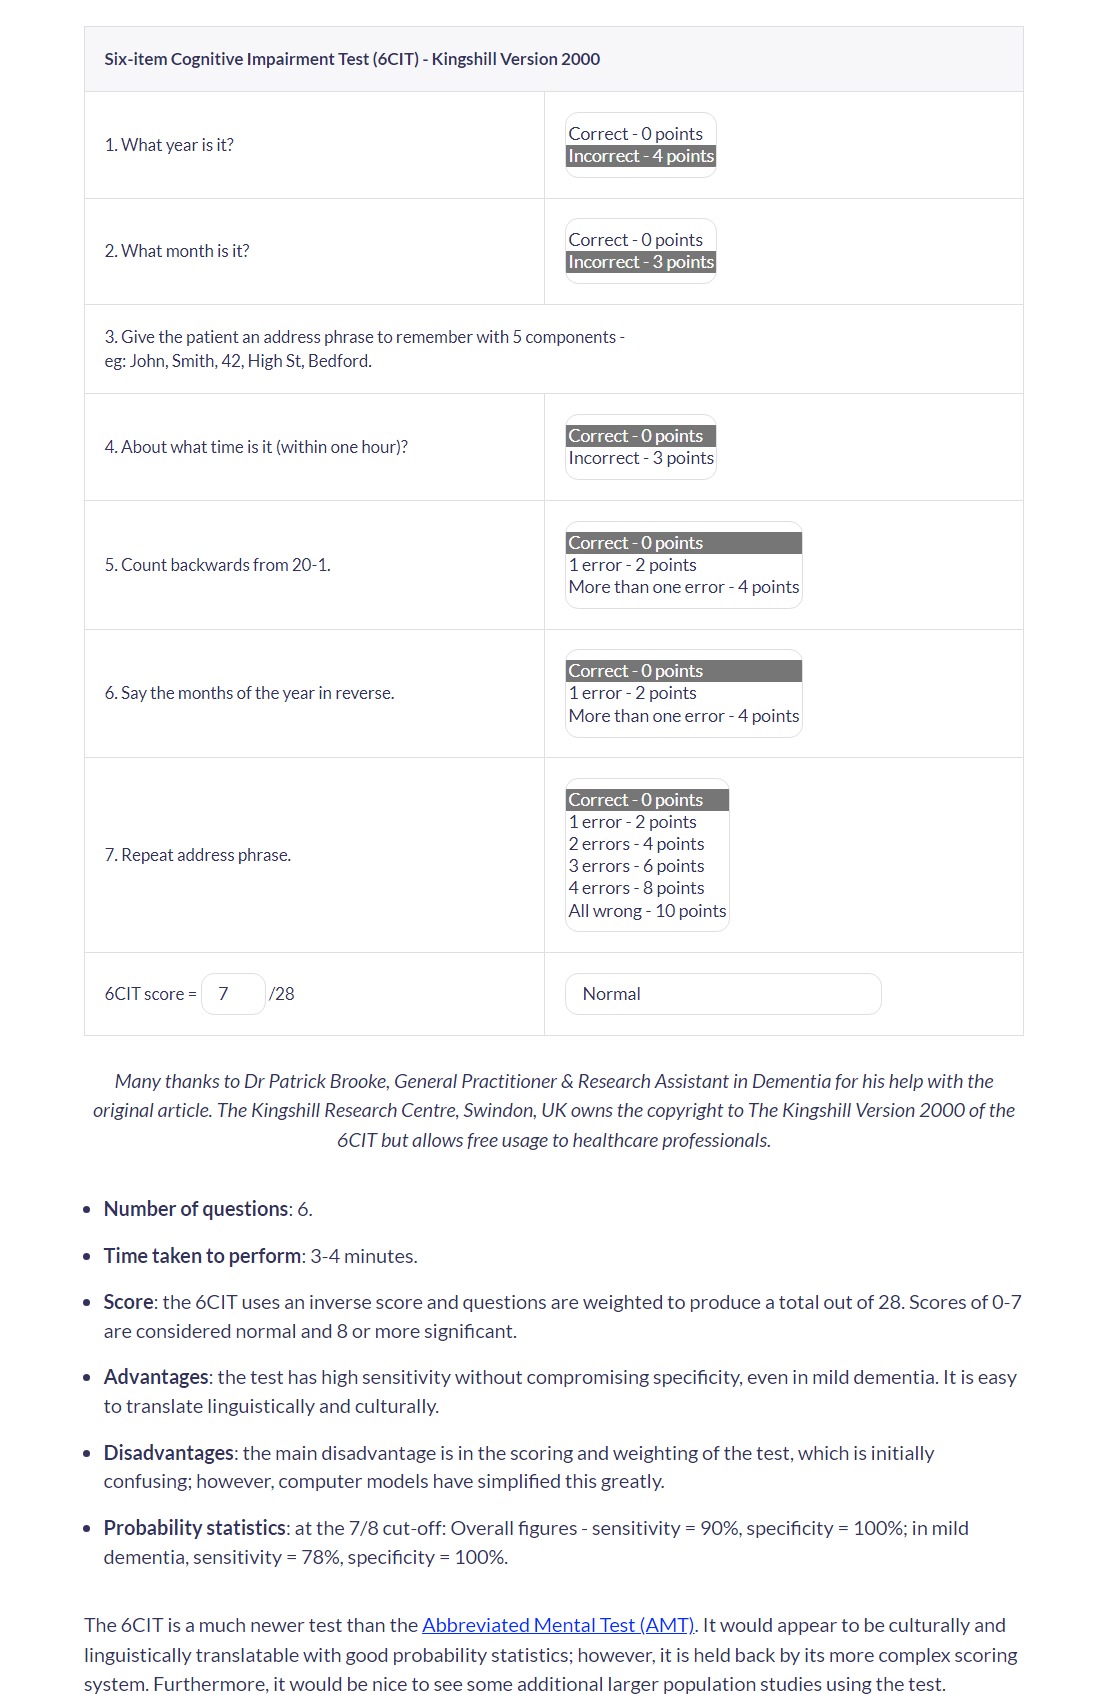 Six-item Cognitive Impairment Test (6CIT) - Kingshill Version 2000
1. What year is it?
Correct - 0 points
Incorrect - 4 points
2. What month is it?
Correct - 0 points
Incorrect - 3 points
3. Give the patient an address phrase to remember with 5 components -
eg: John, Smith, 42, High St, Bedford.
4. About what time is it (within one hour)?
Correct - 0 points
Incorrect - 3 points
5. Count backwards from 20-1.
Correct - 0 points
1 error - 2 points
More than one error - 4 points
6. Say the months of the year in reverse.
Correct - 0 points
1 error - 2 points
More than one error - 4 points
7. Repeat address phrase.
Correct - 0 points
1 error - 2 points
2 errors - 4 points
3 errors - 6 points
4 errors - 8 points
All wrong - 10 points
6CIT score = 7 /28
Normal
Many thanks to Dr Patrick Brooke, General Practitioner & Research Assistant in Dementia for his help with the
original article. The Kingshill Research Centre, Swindon, UK owns the copyright to The Kingshill Version 2000 of the
6CIT but allows free usage to healthcare professionals.
• Number of questions: 6.
• Time taken to perform: 3-4 minutes.
• Score: the 6CIT uses an inverse score and questions are weighted to produce a total out of 28. Scores of 0-7
are considered normal and 8 or more significant.
• Advantages: the test has high sensitivity without compromising specificity, even in mild dementia. It is easy
to translate linguistically and culturally.
• Disadvantages: the main disadvantage is in the scoring and weighting of the test, which is initially
confusing; however, computer models have simplified this greatly.
• Probability statistics: at the 7/8 cut-off: Overall figures - sensitivity = 90%, specificity = 100%; in mild
dementia, sensitivity = 78%, specificity = 100%.
The 6CIT is a much newer test than the Abbreviated Mental Test (AMT). It would appear to be culturally and
linguistically translatable with good probability statistics; however, it is held back by its more complex scoring
system. Furthermore, it would be nice to see some additional larger population studies using the test.